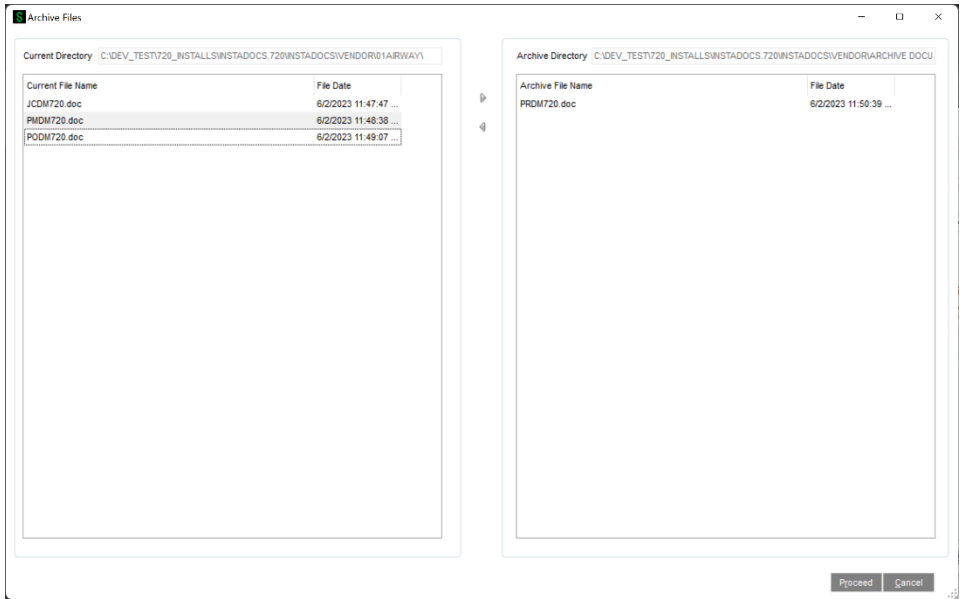 Archive Files
Current Directory C:\DEV_TEST\720_INSTALLS\INSTADOCS.720\INSTADOCS\VENDOR\01AIRWAY\
Current File Name File Date
JCDM720.doc 6/2/2023 11:47:47 ...
PMDM720.doc 6/2/2023 11:48:38 ...
PODM720.doc 6/2/2023 11:49:07 ...
Archive Directory C:\DEV_TEST\720_INSTALLS\INSTADOCS.720\INSTADOCS\VENDOR\ARCHIVE DOCU
Archive File Name File Date
PRDM720.doc 6/2/2023 11:50:39 ...
Proceed Cancel